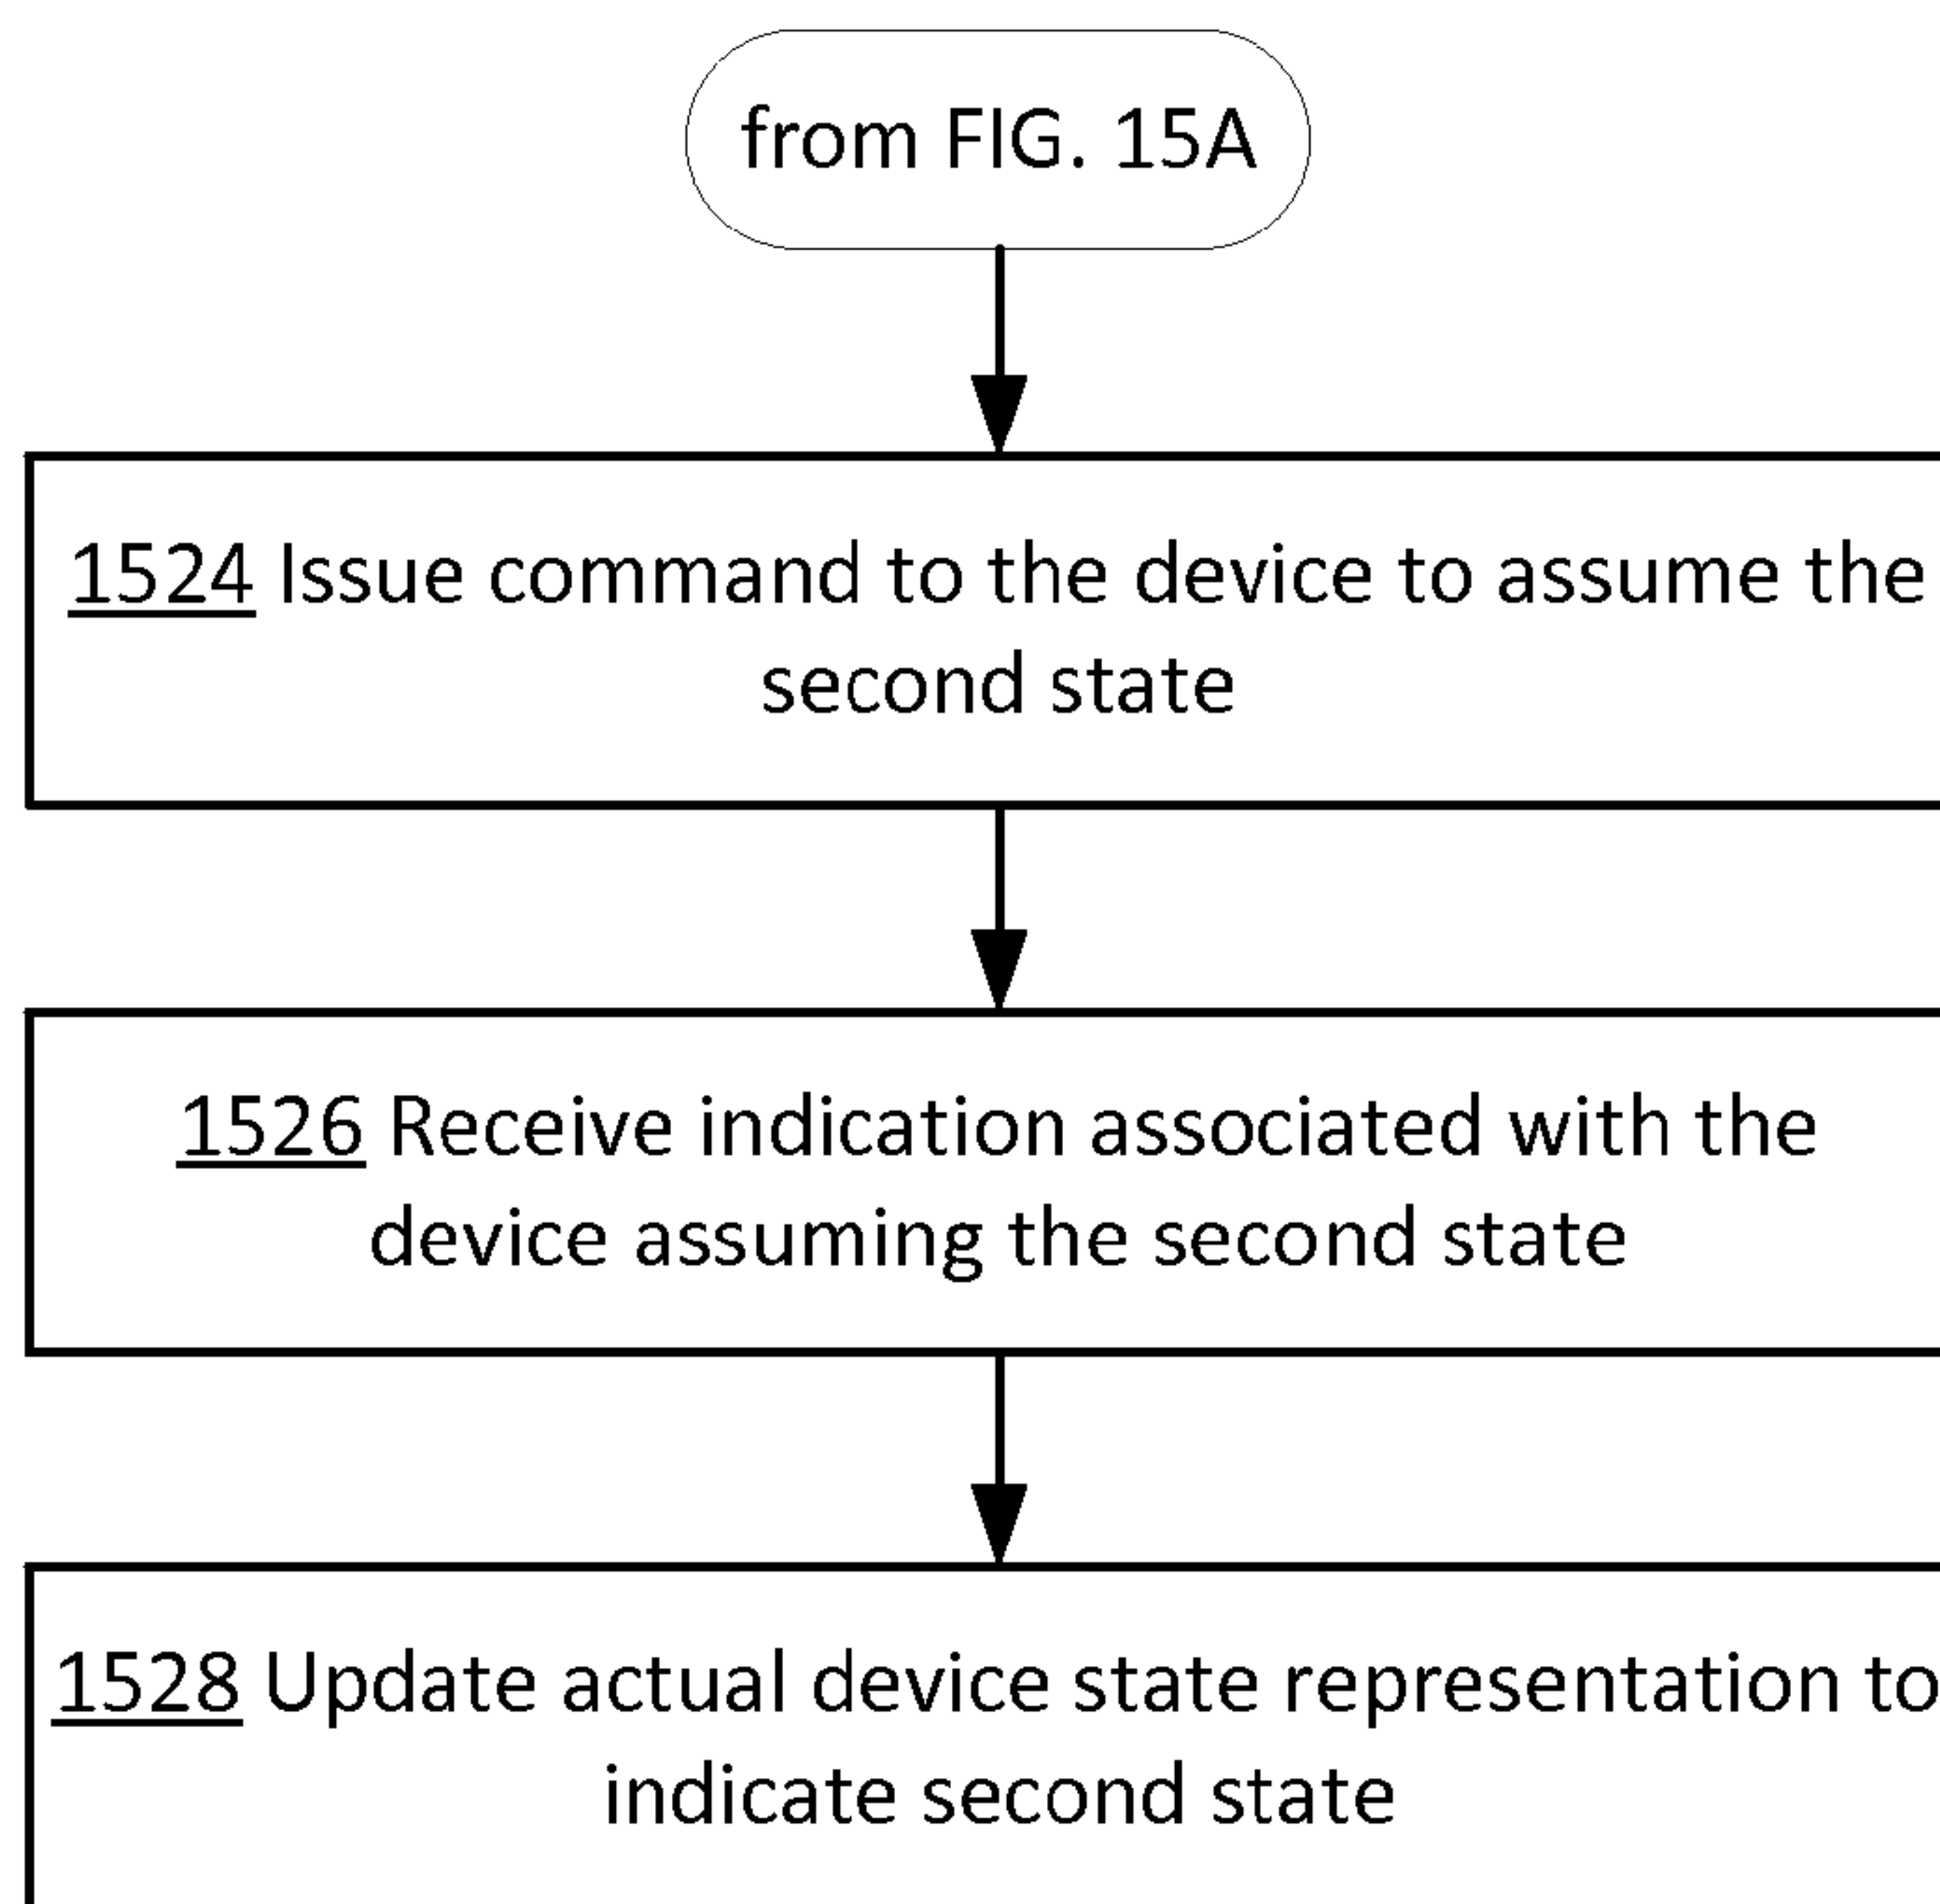 from FIG. 15A
1524 Issue command to the device to assume the
second state
1526 Receive indication associated with the
device assuming the second state
1528 Update actual device state representation to
indicate second state